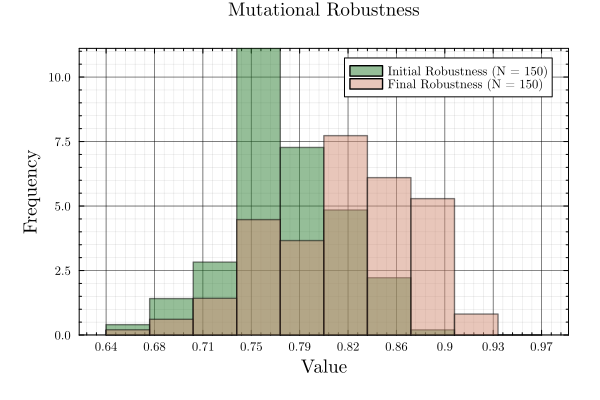 Mutational Robustness
Initial Robustness (N = 150)
Final Robustness (N = 150)
Frequency
10.0
7.5
5.0
2.5
0.0
0.64 0.68 0.71 0.75 0.79 0.82 0.86 0.9 0.93 0.97
Value